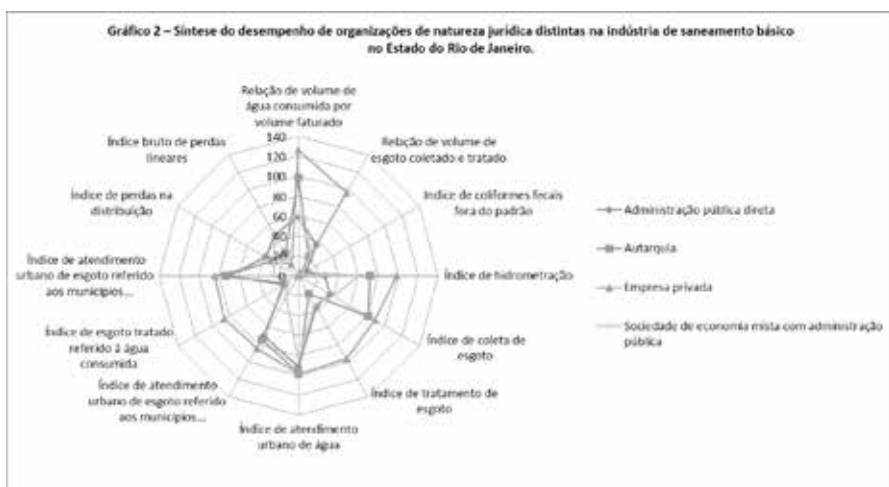 Gráfico 2 – Síntese do desempenho de organizações de natureza jurídica distintas na indústria de saneamento básico
no Estado do Rio de Janeiro.
Relação de volume de
água consumida por
volume faturado
140
120
100
80
60
40
20
0
Relação de volume de
esgoto coletado e tratado
Indice de coliformes fecais
fora do padrão
Índice de hidrometração
Índice de coleta de
esgoto
Índice de tratamento de
esgoto
Índice de atendimento
urbano de água
Índice de atendimento
urbano de esgoto referido
aos municípios...
Índice de esgoto tratado
referido à água
consumida
Índice de atendimento
urbano de esgoto referido
aos municípios...
Índice de perdas na
distribuição
Índice bruto de perdas
lineares
Administração pública direta
Autarquia
Empresa privada
Sociedade de economia mista com administração
pública